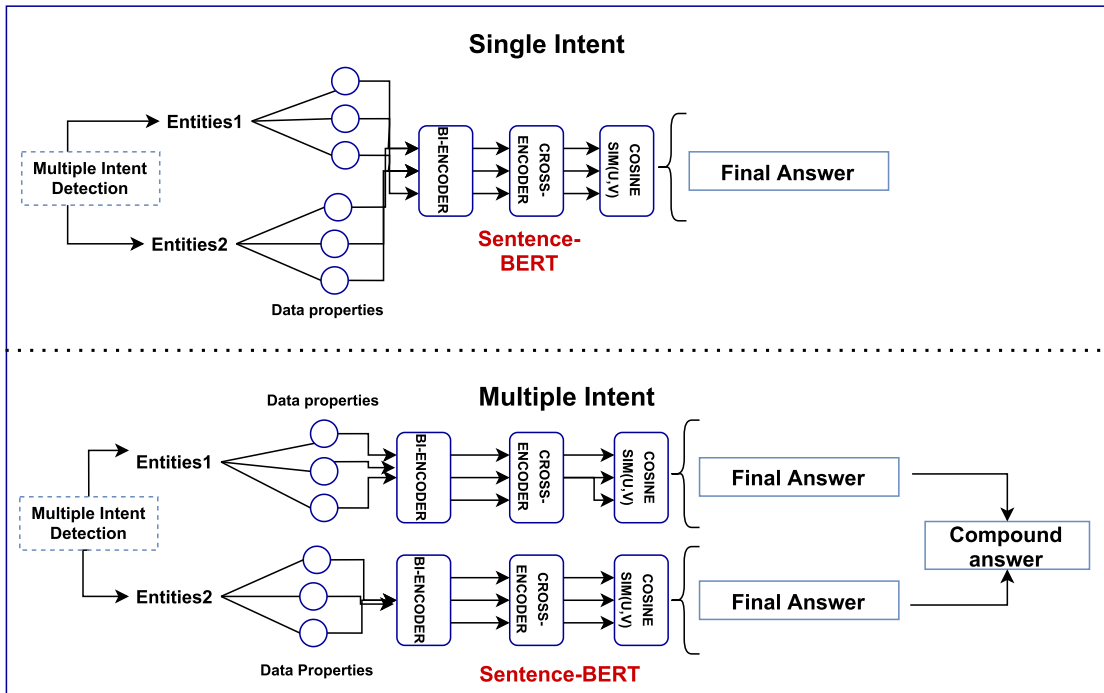 Single Intent
Entities1
Multiple Intent
Detection
Entities2
Data properties
BI-ENCODER
CROSS-
ENCODER
COSINE
SIM(U,V)
Final Answer
Sentence-
BERT
Multiple Intent
Data properties
Entities1
Multiple Intent
Detection
Entities2
BI-ENCODER
CROSS-
ENCODER
COSINE
SIM(U,V)
Final Answer
Compound
answer
BI-ENCODER
CROSS-
ENCODER
COSINE
SIM(U,V)
Final Answer
Data Properties
Sentence-BERT